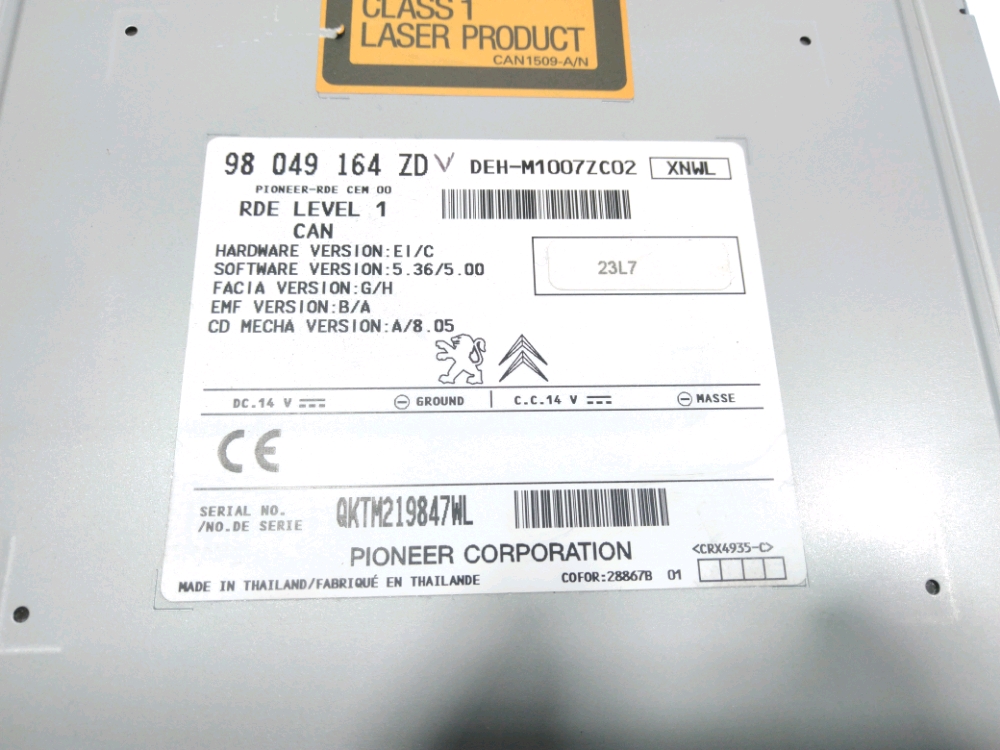 CLASS 1
LASER PRODUCT
CAN1509-A/N
98 049 164 ZD V DEH-M1007ZC02 XNWL
PIONEER-RDE CEM 00
RDE LEVEL 1
CAN
HARDWARE VERSION:EI/C
SOFTWARE VERSION:5.36/5.00
23L7
FACIA VERSION:G/H
EMF VERSION:B/A
CD MECHA VERSION:A/8.05
DC.14 V GROUND C.C.14 V MASSE
CE
SERIAL NO.
/NO.DE SERIE QKTM219847WL
PIONEER CORPORATION <CRX4935-C>
MADE IN THAILAND/FABRIQUÉ EN THAILANDE COFOR:28867B 01